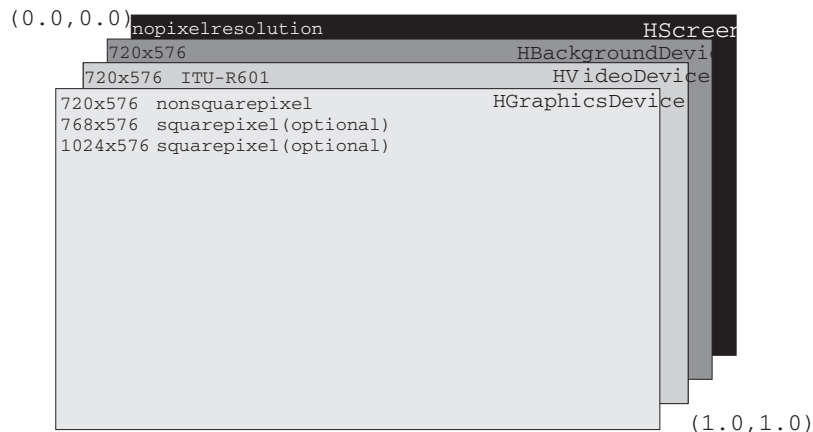 (0.0,0.0)
nopixelresolution HScreen
720x576 HBackgroundDevi
720x576 ITU-R601 HVideoDevice
720x576 nonsquarepixel HGraphicsDevice
768x576 squarepixel(optional)
1024x576 squarepixel(optional)
(1.0,1.0)